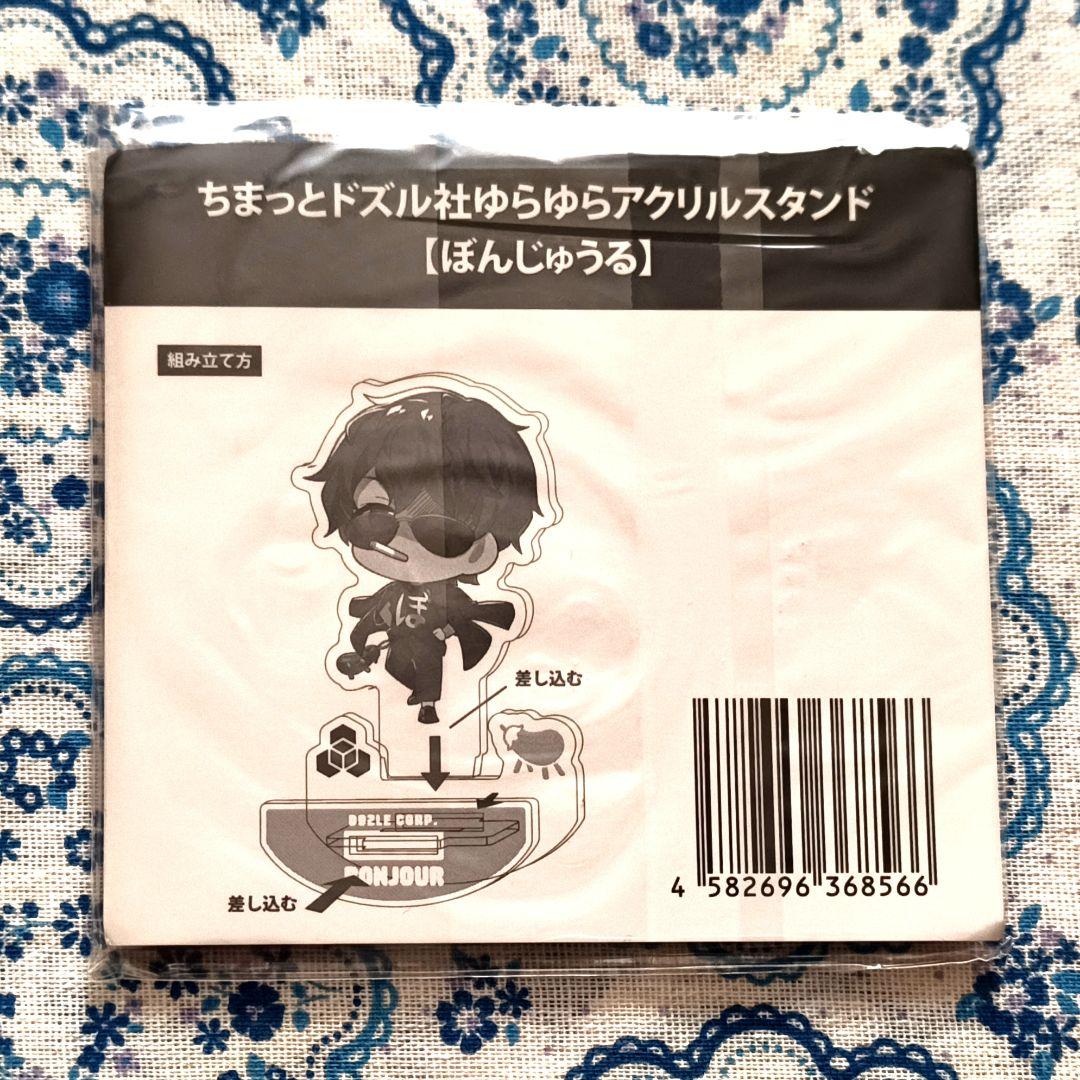 ちまっとドズル社ゆらゆらアクリルスタンド
【ぼんじゅうる】
組み立て方
ぼ
差し込む
DOZLE CORP.
BONJOUR
差し込む
4 582696 368566